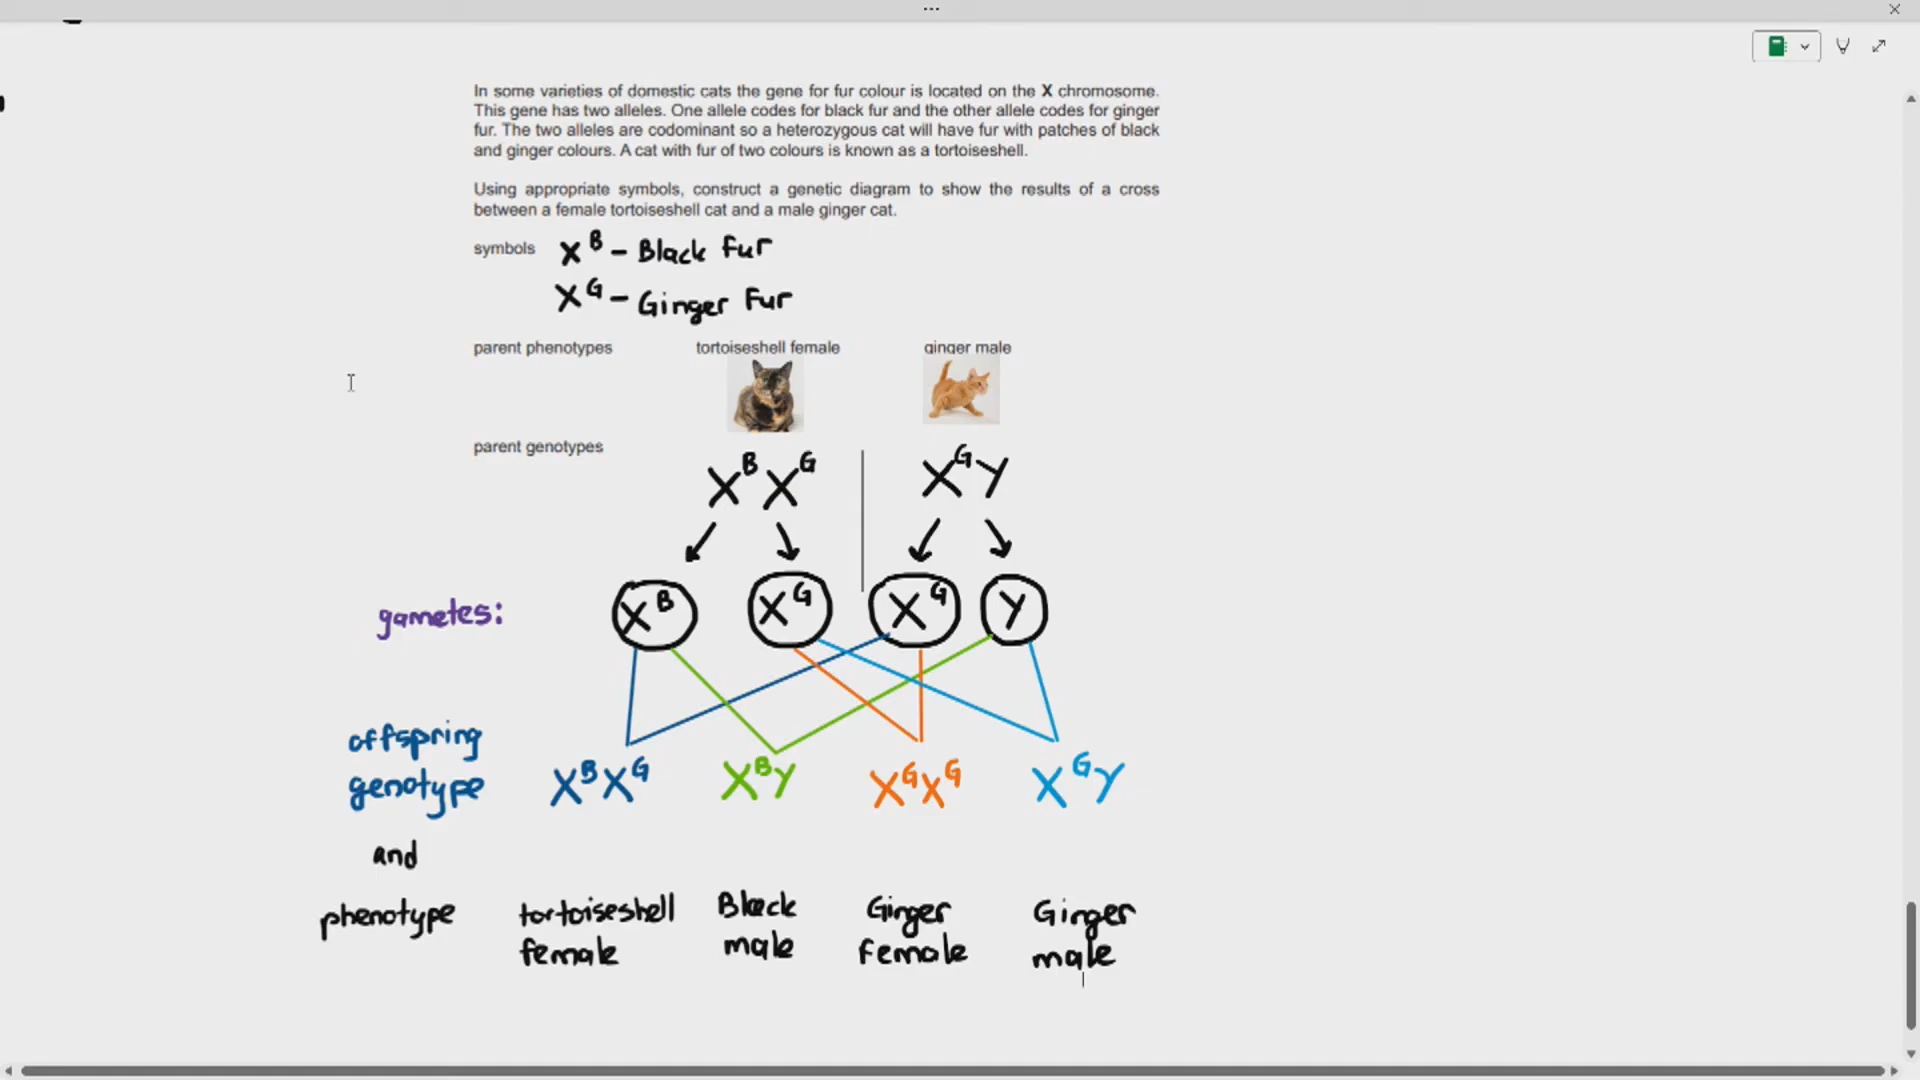 In some varieties of domestic cats the gene for fur colour is located on the X chromosome.
This gene has two alleles. One allele codes for black fur and the other allele codes for ginger
fur. The two alleles are codominant so a heterozygous cat will have fur with patches of black
and ginger colours. A cat with fur of two colours is known as a tortoiseshell.
Using appropriate symbols, construct a genetic diagram to show the results of a cross
between a female tortoiseshell cat and a male ginger cat.
symbols X^B - Black Fur
X^G - Ginger Fur
parent phenotypes tortoiseshell female ginger male
parent genotypes
X^B X^G X^G Y
gametes: X^B X^G X^G Y
offspring
genotype X^B X^G X^B Y X^G X^G X^G Y
and
phenotype tortoiseshell Black Ginger Ginger
female male Female male